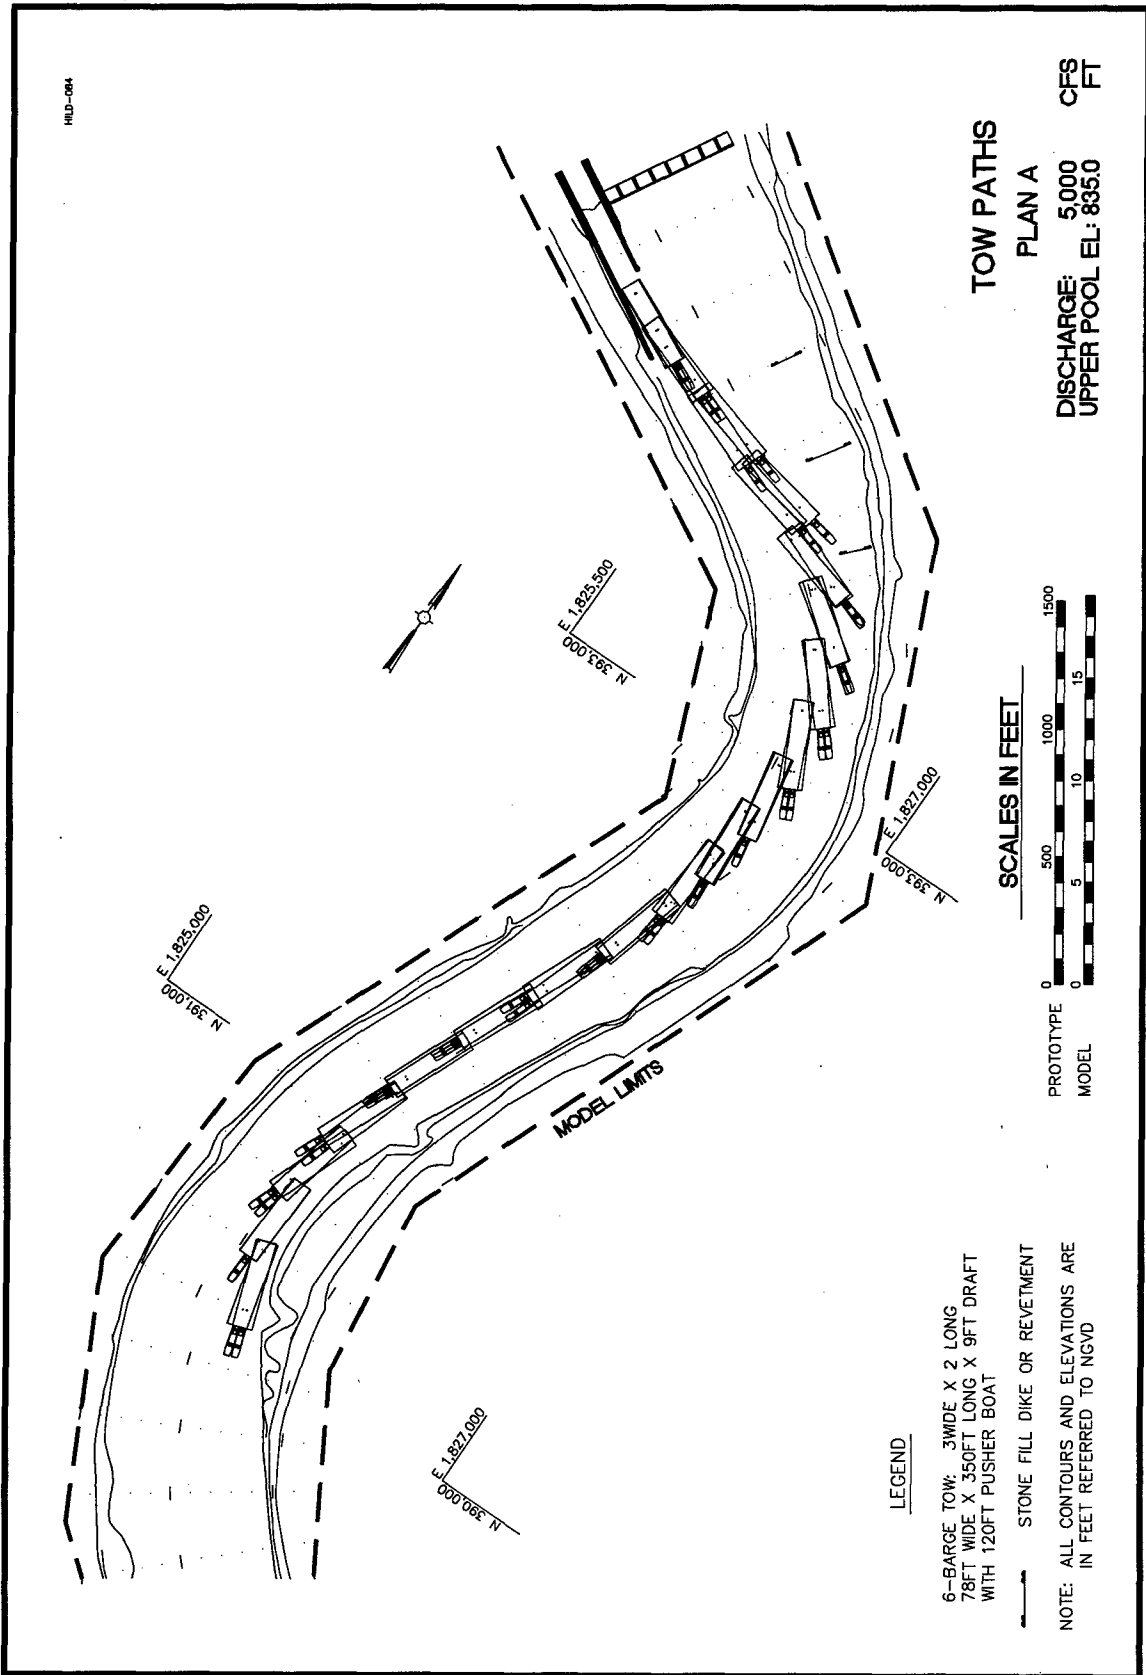 HILD-084
TOW PATHS
PLAN A
DISCHARGE: 5,000 CFS
UPPER POOL EL: 835.0 FT
E 1,825,500
N 393,000
E 1,825,000
N 391,000
E 1,827,000
N 393,000
E 1,827,000
N 390,000
MODEL LIMITS
SCALES IN FEET
PROTOTYPE 0 500 1000 1500
MODEL 0 5 10 15
LEGEND
6-BARGE TOW: 3WIDE X 2 LONG
78FT WIDE X 350FT LONG X 9FT DRAFT
WITH 120FT PUSHER BOAT
STONE FILL DIKE OR REVETMENT
NOTE: ALL CONTOURS AND ELEVATIONS ARE
IN FEET REFERRED TO NGVD